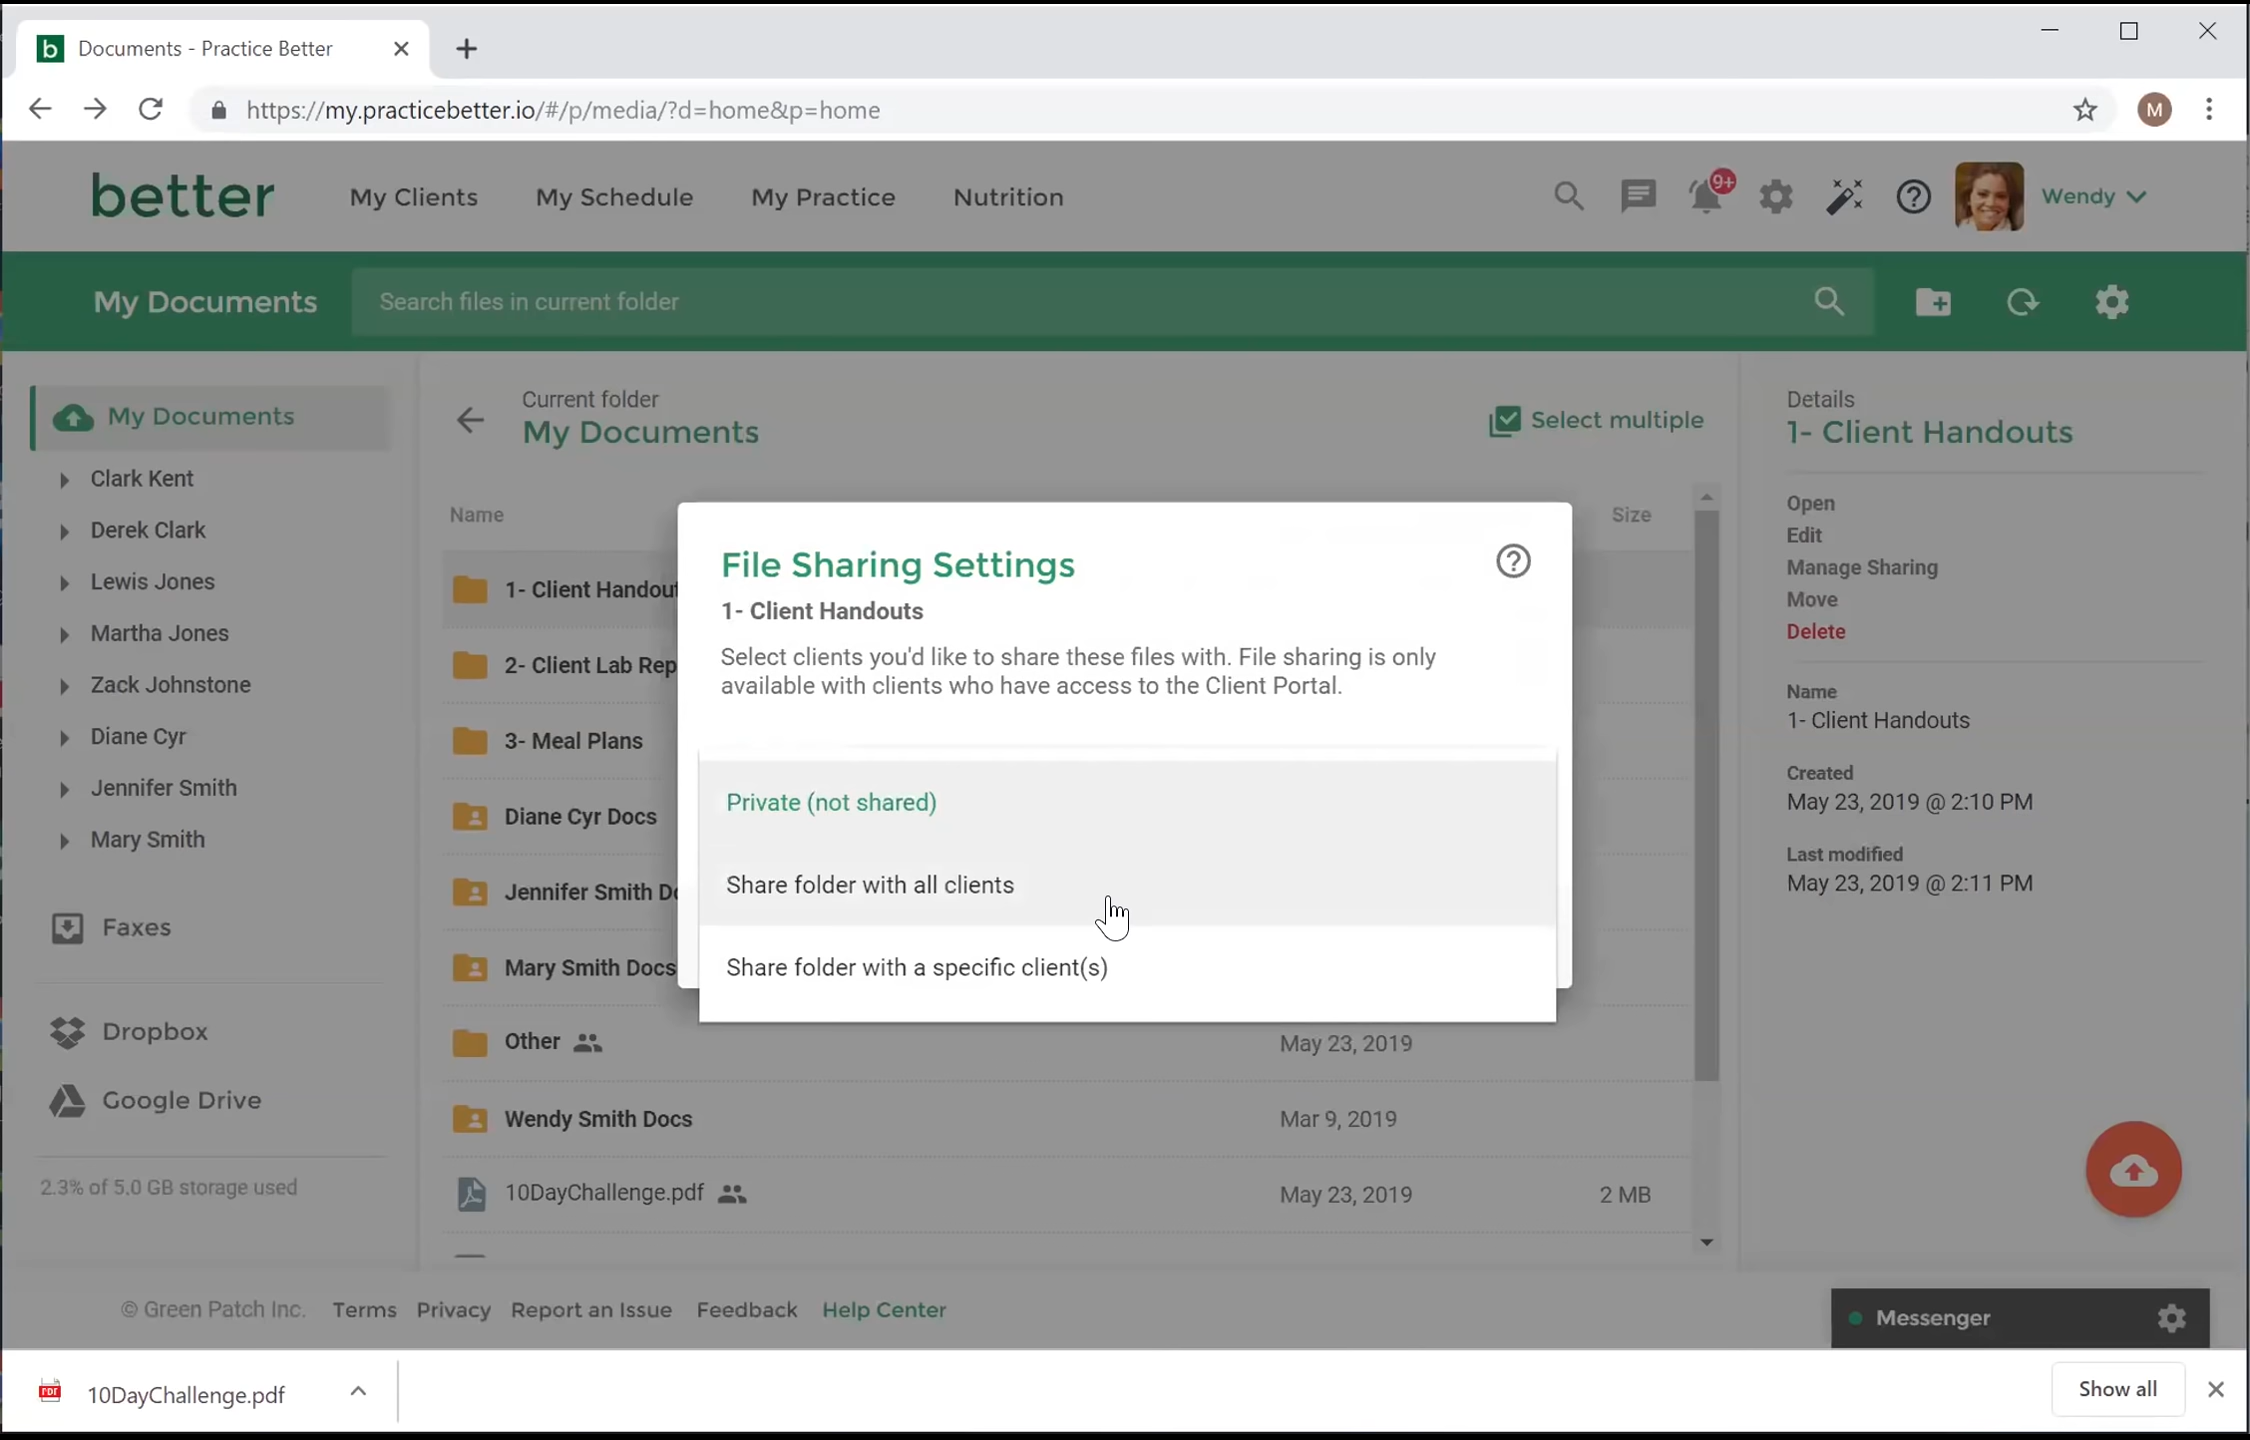 Documents - Practice Better
https://my.practicebetter.io/#/p/media/?d=home&p=home
M
better
My Clients
My Schedule
My Practice
Nutrition
9+
Wendy
My Documents
Search files in current folder
My Documents
Clark Kent
Derek Clark
Lewis Jones
Martha Jones
Zack Johnstone
Diane Cyr
Jennifer Smith
Mary Smith
Faxes
Dropbox
Google Drive
2.3% of 5.0 GB storage used
Current folder
My Documents
Select multiple
Name
Size
1- Client Handout
2- Client Lab Rep
3- Meal Plans
Diane Cyr Docs
Jennifer Smith Do
Mary Smith Docs
Other
May 23, 2019
Wendy Smith Docs
Mar 9, 2019
10DayChallenge.pdf
May 23, 2019
2 MB
File Sharing Settings
1- Client Handouts
Select clients you'd like to share these files with. File sharing is only
available with clients who have access to the Client Portal.
Private (not shared)
Share folder with all clients
Share folder with a specific client(s)
Details
1- Client Handouts
Open
Edit
Manage Sharing
Move
Delete
Name
1- Client Handouts
Created
May 23, 2019 @ 2:10 PM
Last modified
May 23, 2019 @ 2:11 PM
© Green Patch Inc.
Terms
Privacy
Report an Issue
Feedback
Help Center
Messenger
PDF
10DayChallenge.pdf
Show all